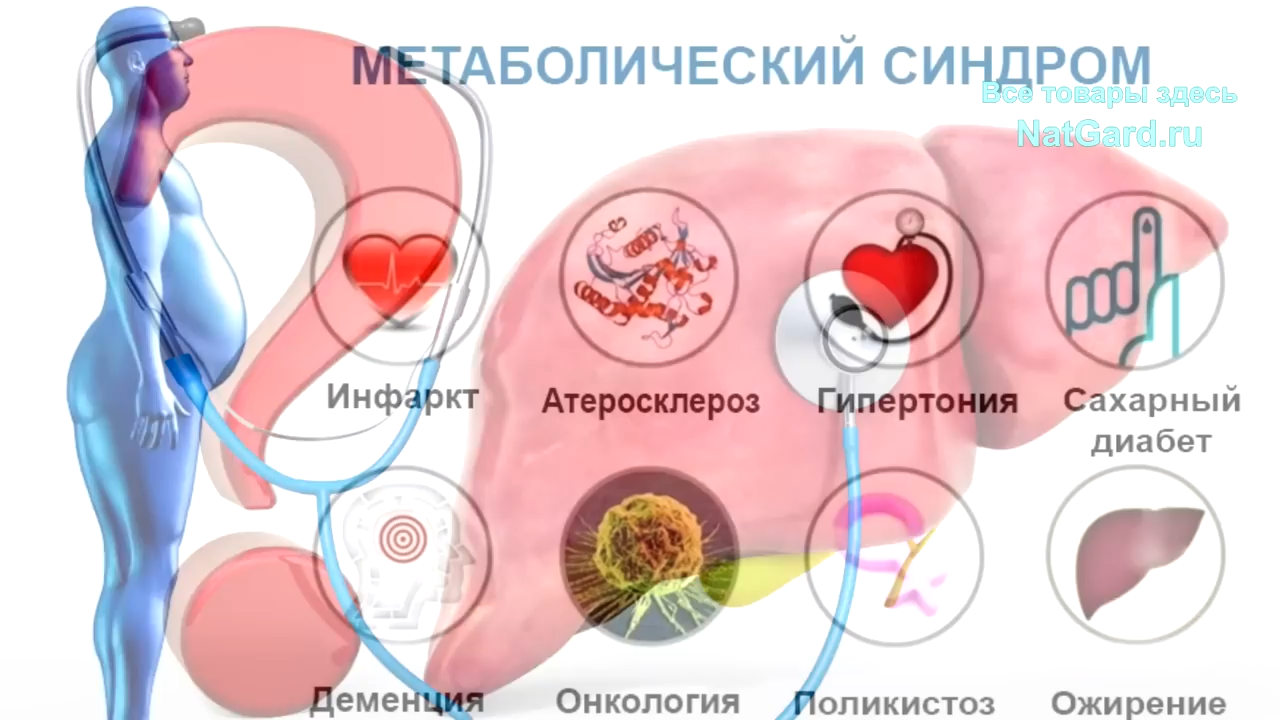 МЕТАБОЛИЧЕСКИЙ СИНДРОМ
Все товары здесь
NatGard.ru
Инфаркт
Атеросклероз
Гипертония
Сахарный
диабет
Деменция
Онкология
Поликистоз
Ожирение